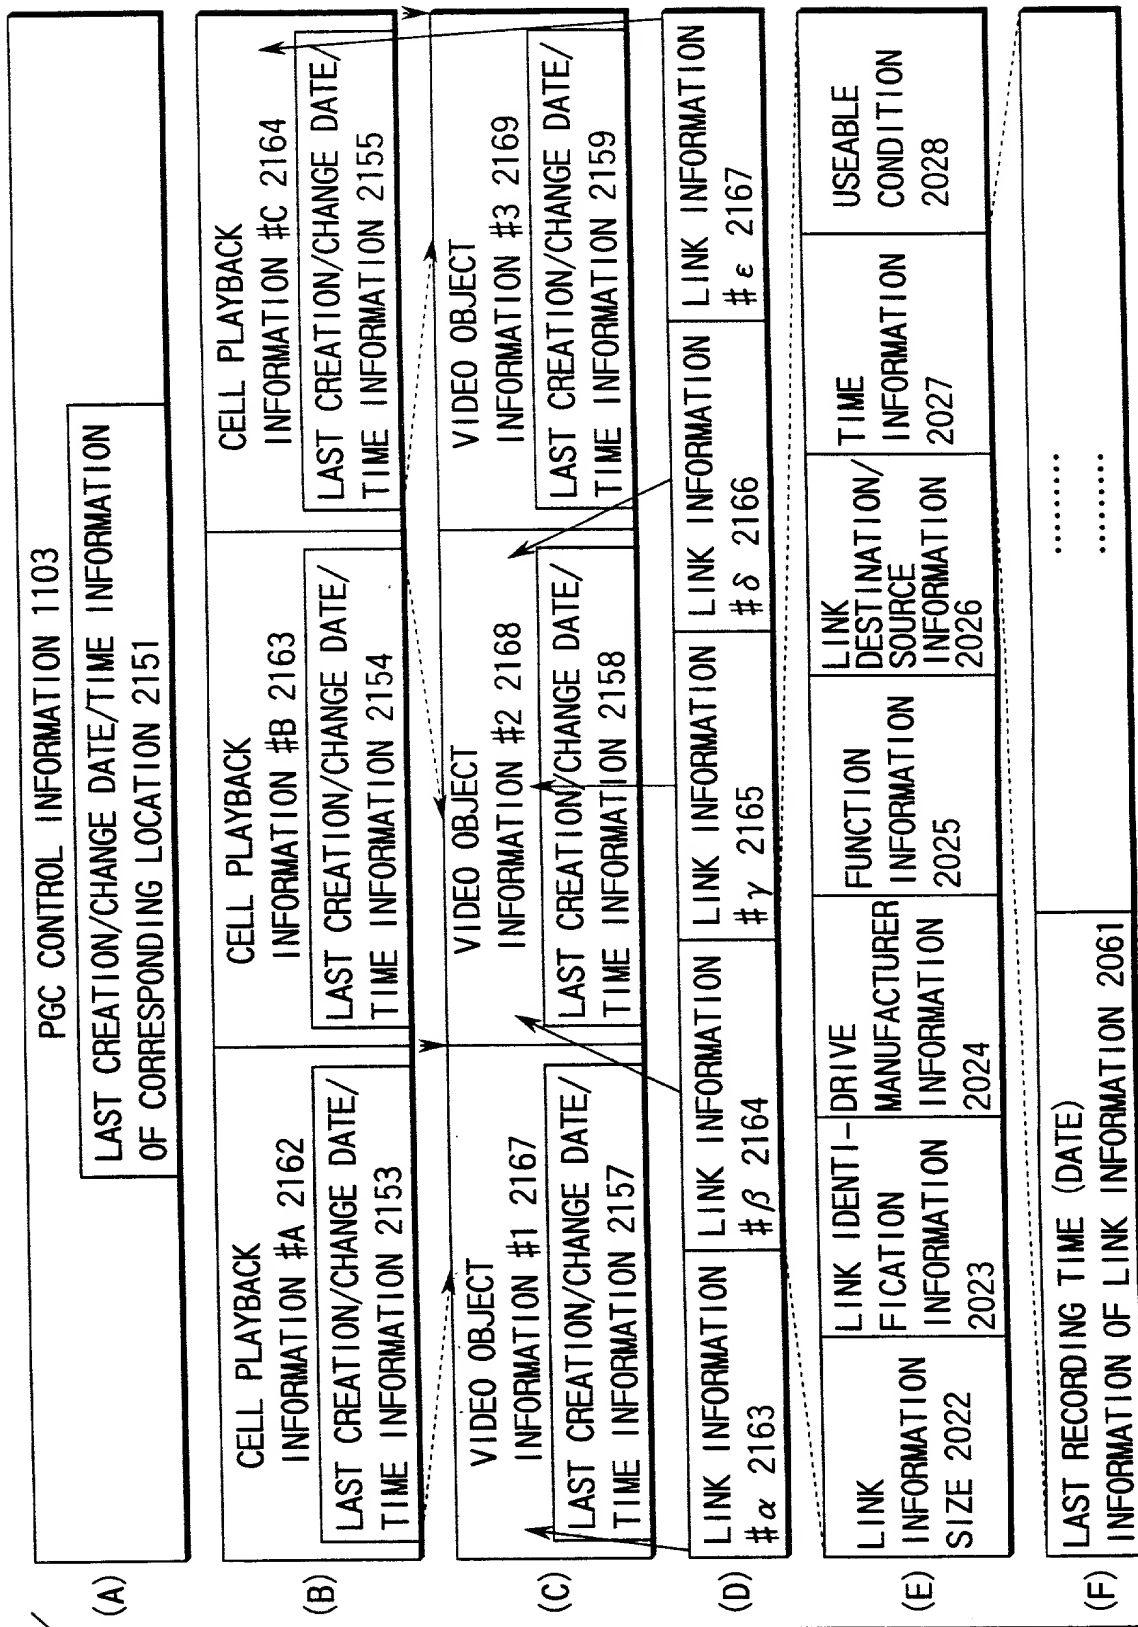 (A)
PGC CONTROL INFORMATION 1103
LAST CREATION/CHANGE DATE/TIME INFORMATION
OF CORRESPONDING LOCATION 2151
(B)
CELL PLAYBACK
INFORMATION #A 2162
LAST CREATION/CHANGE DATE/
TIME INFORMATION 2153
CELL PLAYBACK
INFORMATION #B 2163
LAST CREATION/CHANGE DATE/
TIME INFORMATION 2154
CELL PLAYBACK
INFORMATION #C 2164
LAST CREATION/CHANGE DATE/
TIME INFORMATION 2155
(C)
VIDEO OBJECT
INFORMATION #1 2167
LAST CREATION/CHANGE DATE/
TIME INFORMATION 2157
VIDEO OBJECT
INFORMATION #2 2168
LAST CREATION/CHANGE DATE/
TIME INFORMATION 2158
VIDEO OBJECT
INFORMATION #3 2169
LAST CREATION/CHANGE DATE/
TIME INFORMATION 2159
(D)
LINK INFORMATION
#α 2163
LINK INFORMATION
#β 2164
LINK INFORMATION
#γ 2165
LINK INFORMATION
#δ 2166
LINK INFORMATION
#ε 2167
(E)
LINK
INFORMATION
SIZE 2022
LINK IDENTI-
FICATION
INFORMATION
2023
DRIVE
MANUFACTURER
INFORMATION
2024
FUNCTION
INFORMATION
2025
LINK
DESTINATION/
SOURCE
INFORMATION
2026
TIME
INFORMATION
2027
USEABLE
CONDITION
2028
(F)
LAST RECORDING TIME (DATE)
INFORMATION OF LINK INFORMATION 2061
........
........